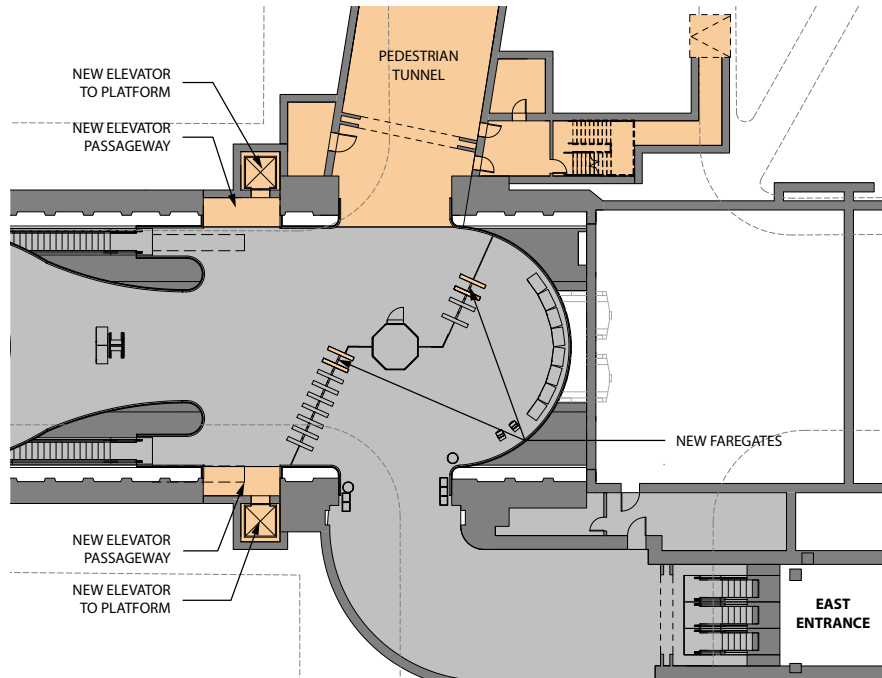 PEDESTRIAN
TUNNEL
NEW ELEVATOR
TO PLATFORM
NEW ELEVATOR
PASSAGEWAY
NEW FAREGATES
NEW ELEVATOR
PASSAGEWAY
NEW ELEVATOR
TO PLATFORM
EAST
ENTRANCE